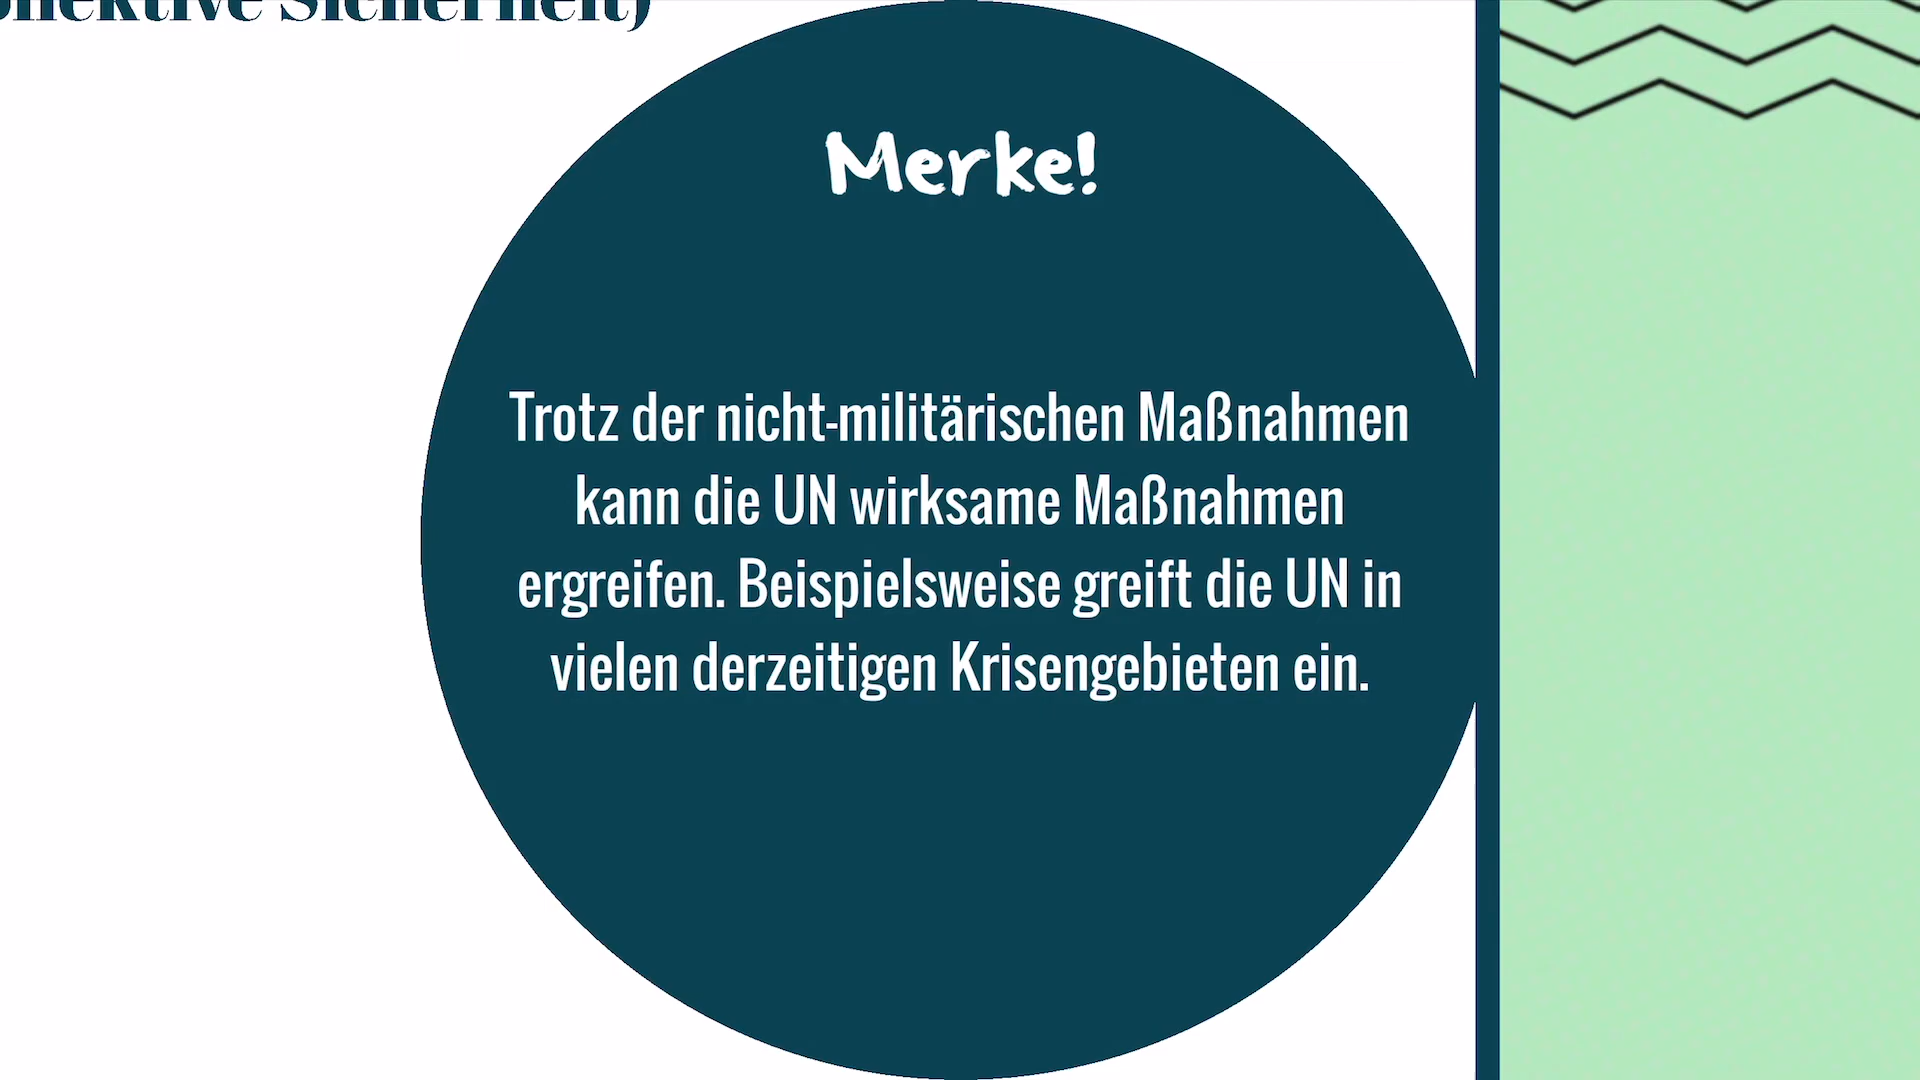 Sicherheit)
Merke!
Trotz der nicht-militärischen Maßnahmen
kann die UN wirksame Maßnahmen
ergreifen. Beispielsweise greift die UN in
vielen derzeitigen Krisengebieten ein.